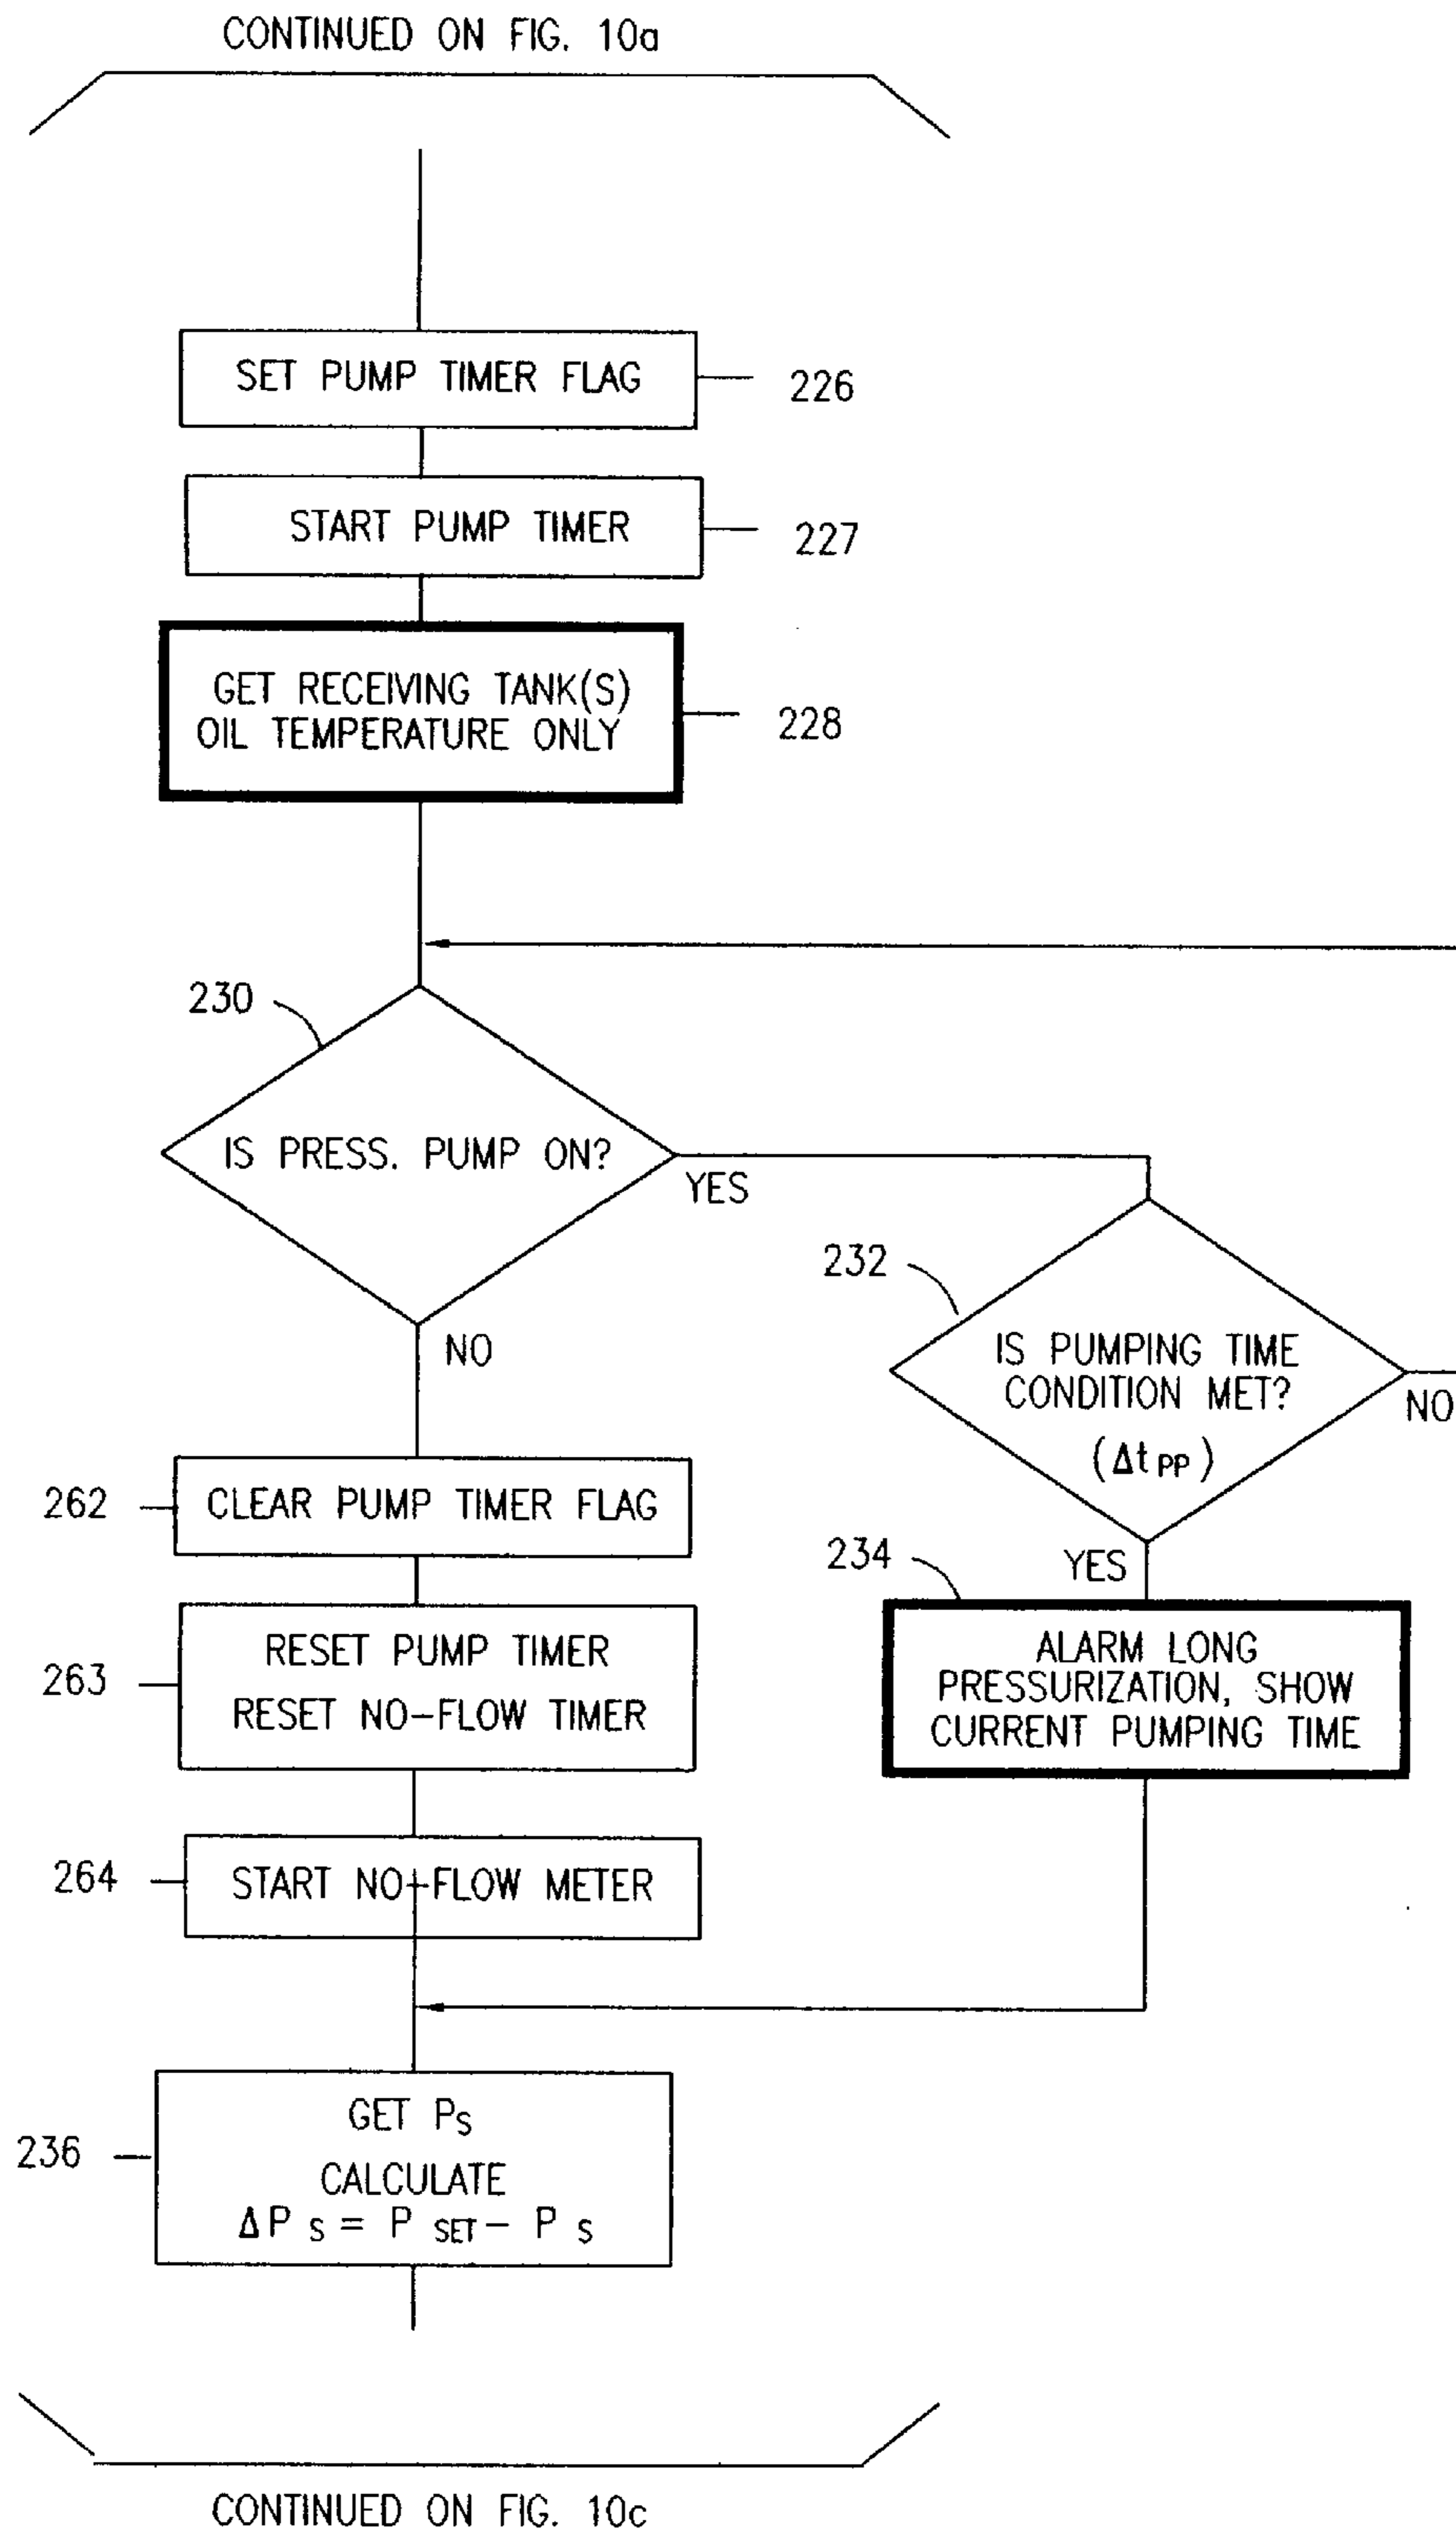 CONTINUED ON FIG. 10a
SET PUMP TIMER FLAG
226
START PUMP TIMER
227
GET RECEIVING TANK(S)
OIL TEMPERATURE ONLY
228
230
IS PRESS. PUMP ON?
YES
NO
232
IS PUMPING TIME
CONDITION MET?
(Δtpp)
NO
YES
234
ALARM LONG
PRESSURIZATION, SHOW
CURRENT PUMPING TIME
262
CLEAR PUMP TIMER FLAG
263
RESET PUMP TIMER
RESET NO-FLOW TIMER
264
START NO-FLOW METER
236
GET PS
CALCULATE
ΔP S = P SET - P S
CONTINUED ON FIG. 10c